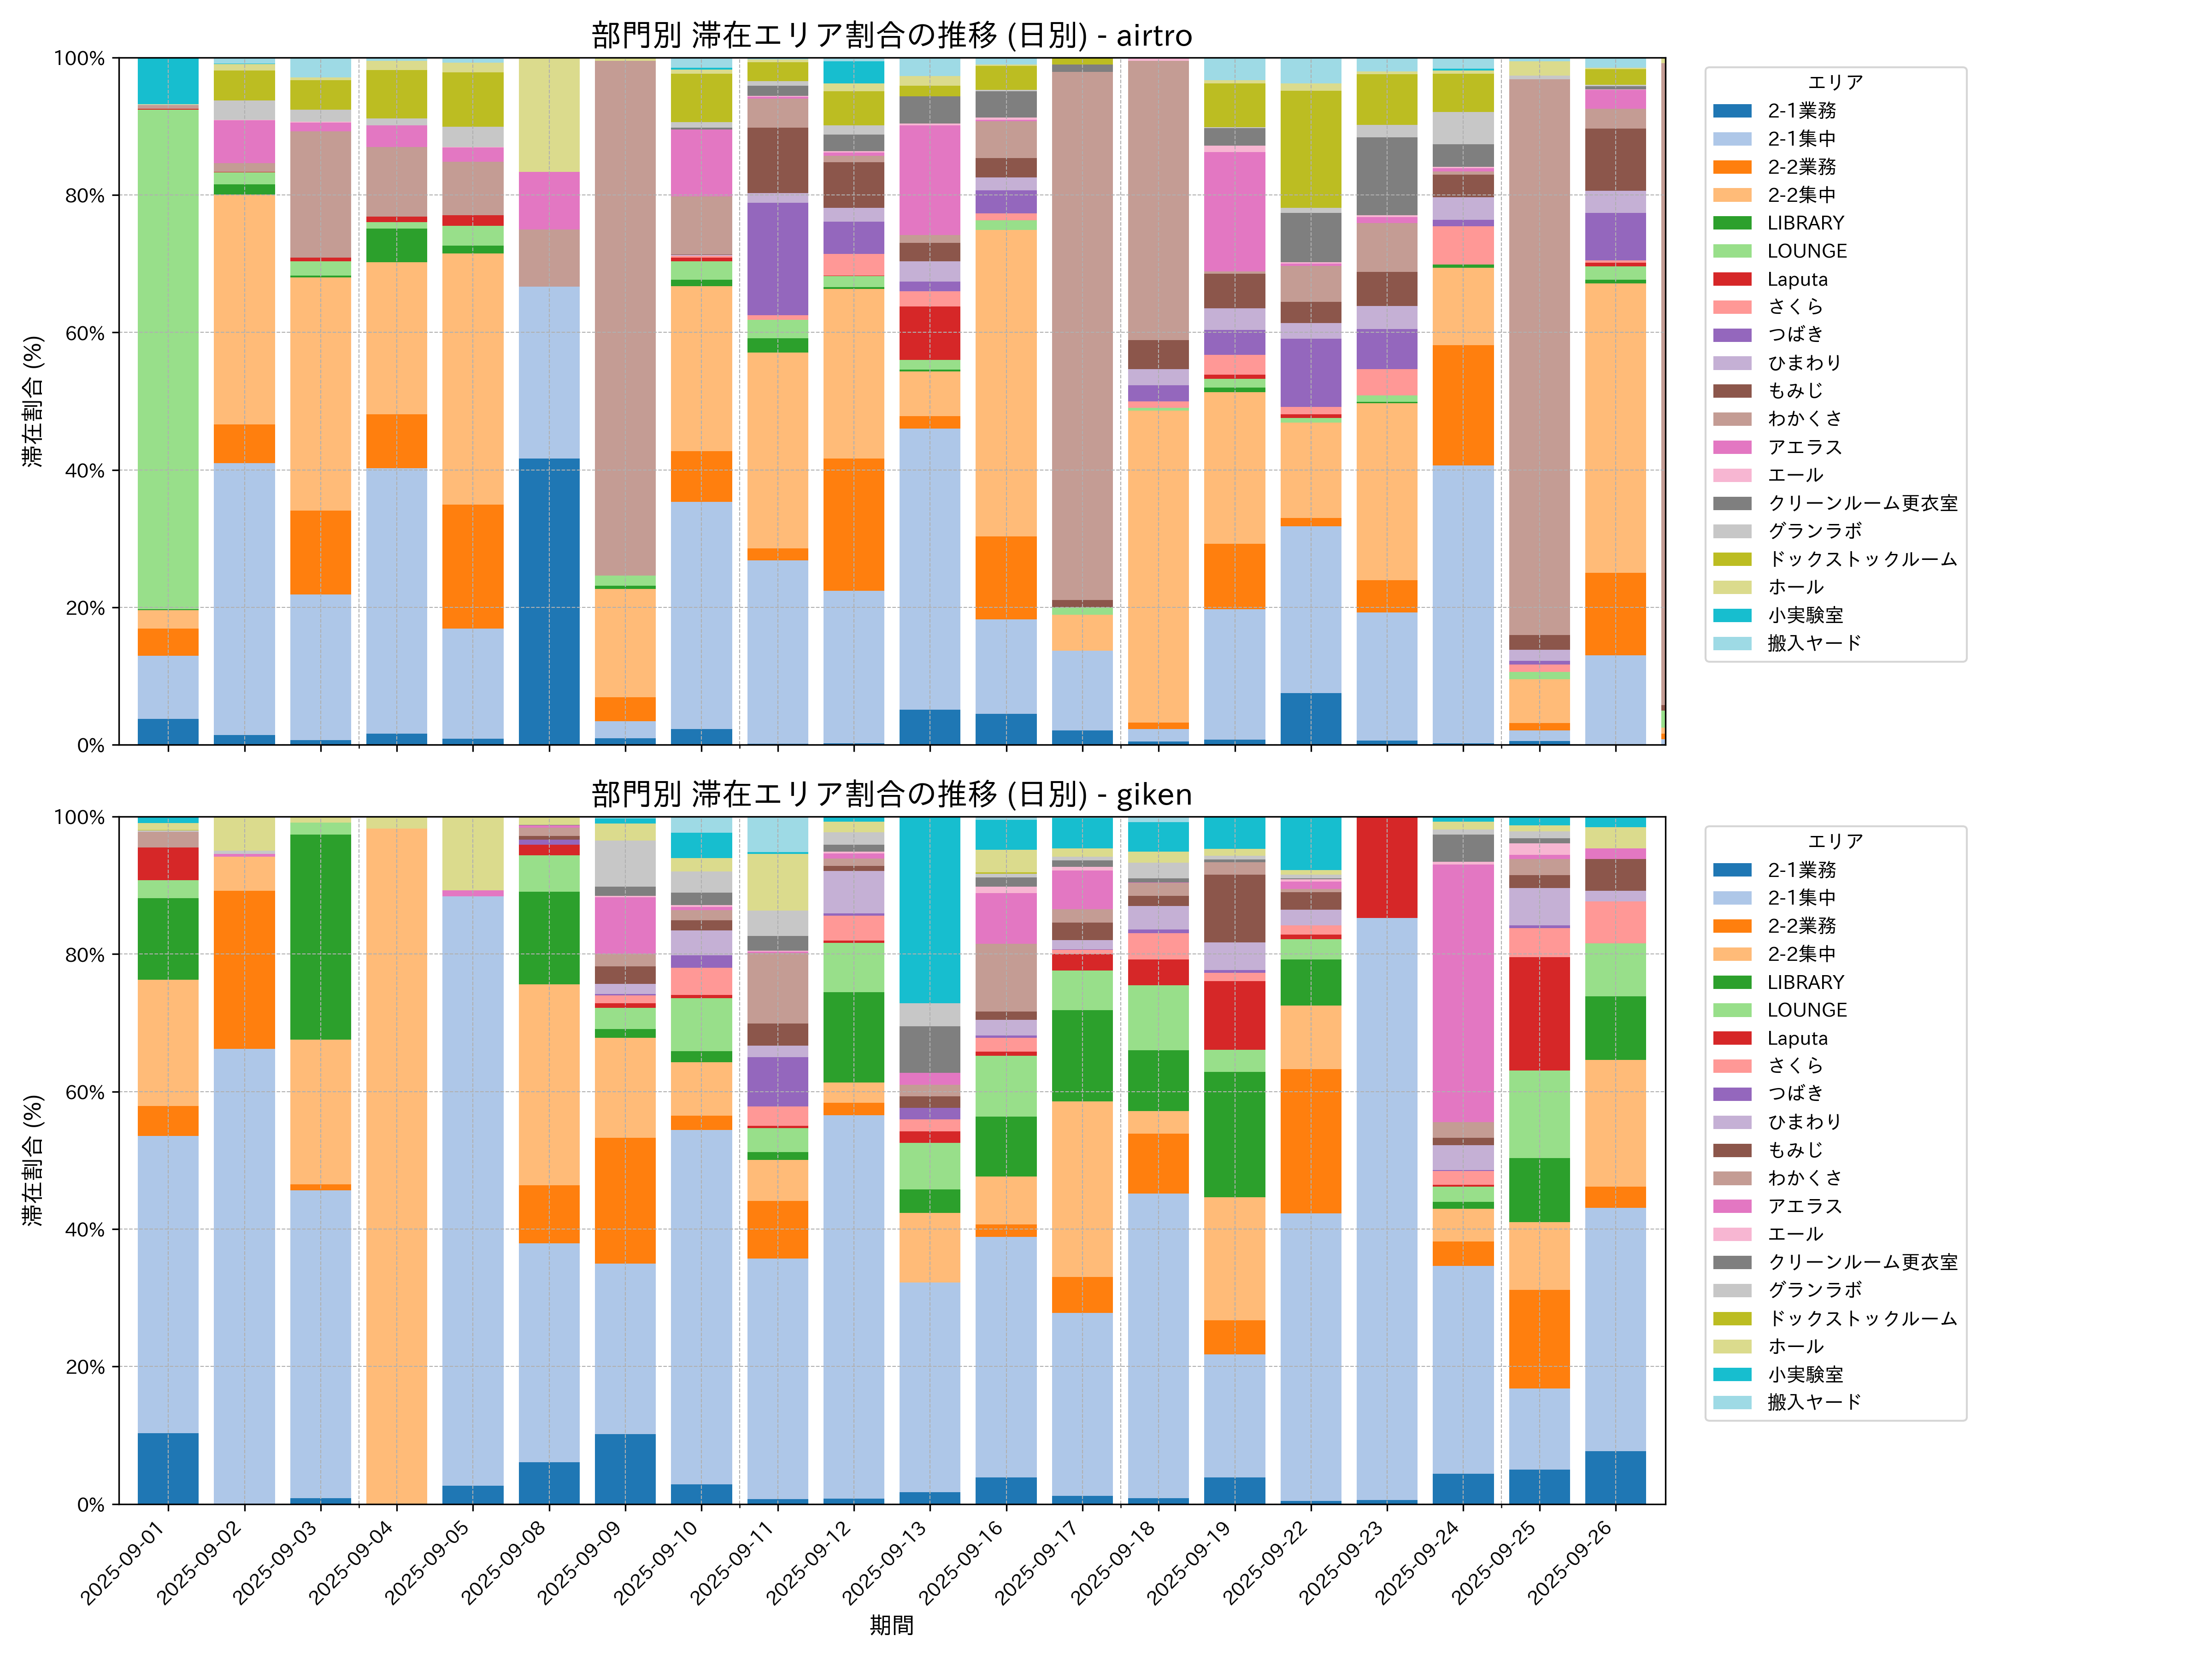 部門別 滞在エリア割合の推移 (日別) - airtro
100%
80%
60%
40%
20%
0%
滞在割合 (%)
エリア
2-1業務
2-1集中
2-2業務
2-2集中
LIBRARY
LOUNGE
Laputa
さくら
つばき
ひまわり
もみじ
わかくさ
アエラス
エール
クリーンルーム更衣室
グランラボ
ドックストックルーム
ホール
小実験室
搬入ヤード
部門別 滞在エリア割合の推移 (日別) - giken
100%
80%
60%
40%
20%
0%
滞在割合 (%)
エリア
2-1業務
2-1集中
2-2業務
2-2集中
LIBRARY
LOUNGE
Laputa
さくら
つばき
ひまわり
もみじ
わかくさ
アエラス
エール
クリーンルーム更衣室
グランラボ
ドックストックルーム
ホール
小実験室
搬入ヤード
2025-09-01
2025-09-02
2025-09-03
2025-09-04
2025-09-05
2025-09-08
2025-09-09
2025-09-10
2025-09-11
2025-09-12
2025-09-13
2025-09-16
2025-09-17
2025-09-18
2025-09-19
2025-09-22
2025-09-23
2025-09-24
2025-09-25
2025-09-26
期間